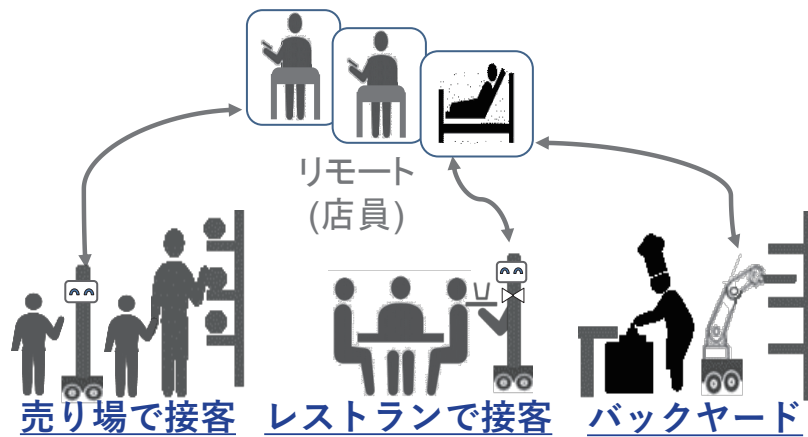 リモート
(店員)
売り場で接客
レストランで接客
バックヤード